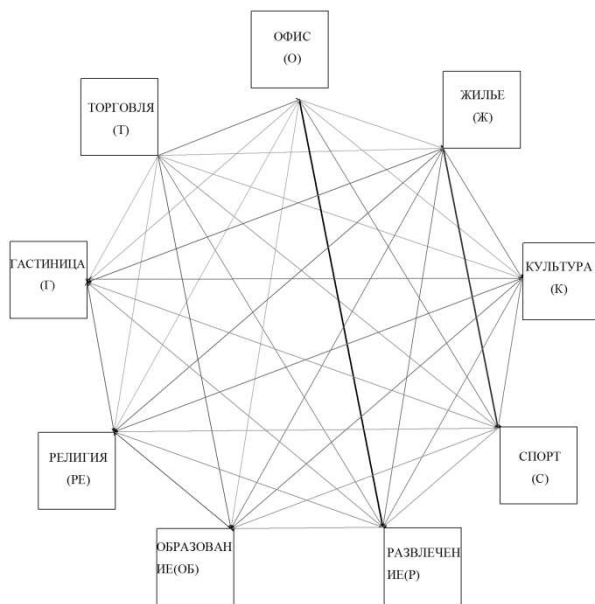 ОФИС
(О)
ТОРГОВЛЯ
(Т)
ЖИЛЬЕ
(Ж)
ГАСТИНИЦА
(Г)
КУЛЬТУРА
(К)
РЕЛИГИЯ
(РЕ)
СПОРТ
(С)
ОБРАЗОВАН
ИЕ(ОБ)
РАЗВЛЕЧЕН
ИЕ(Р)